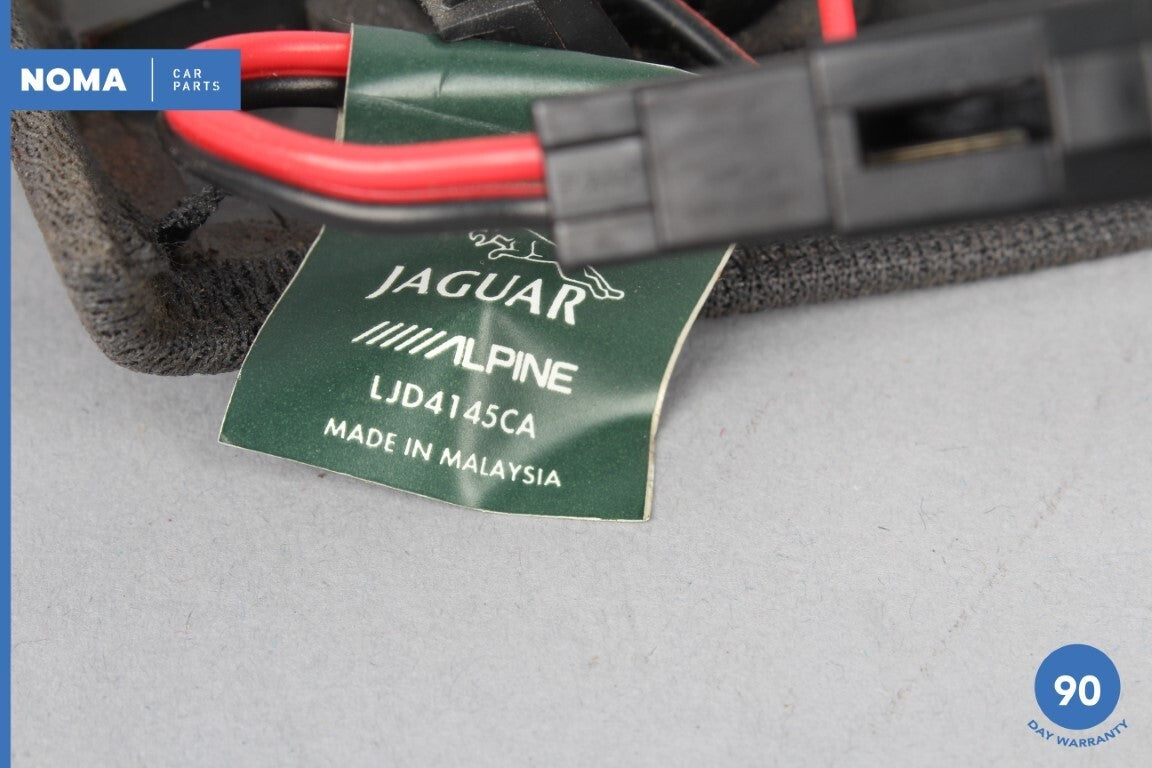 NOMA
CAR
PARTS
JAGUAR
ALPINE
LJD4145CA
MADE IN MALAYSIA
90
DAY WARRANTY